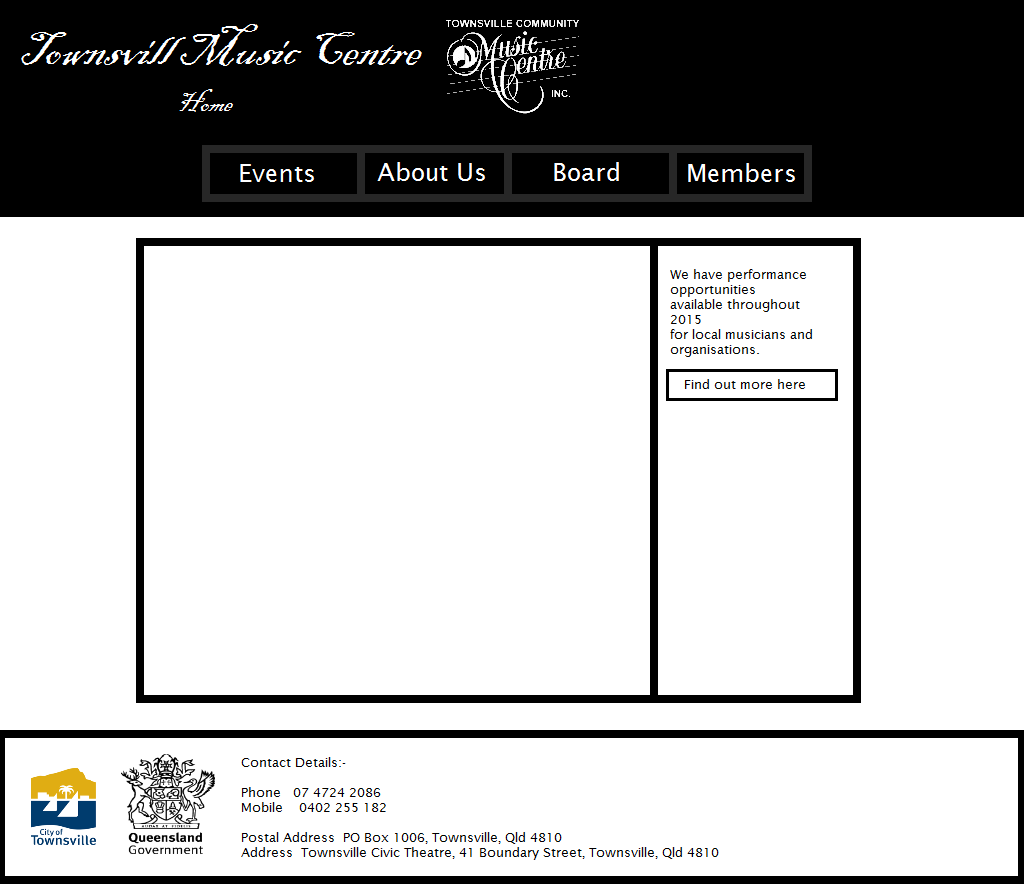 Townsvill Music Centre
Home
TOWNSVILLE COMMUNITY
Music
Centre
INC.
Events
About Us
Board
Members
We have performance
opportunities
available throughout
2015
for local musicians and
organisations.
Find out more here
Contact Details:-
Phone 07 4724 2086
Mobile 0402 255 182
Postal Address PO Box 1006, Townsville, Qld 4810
Address Townsville Civic Theatre, 41 Boundary Street, Townsville, Qld 4810
City of
Townsville
AUDAX AT FIDELIS
Queensland
Government